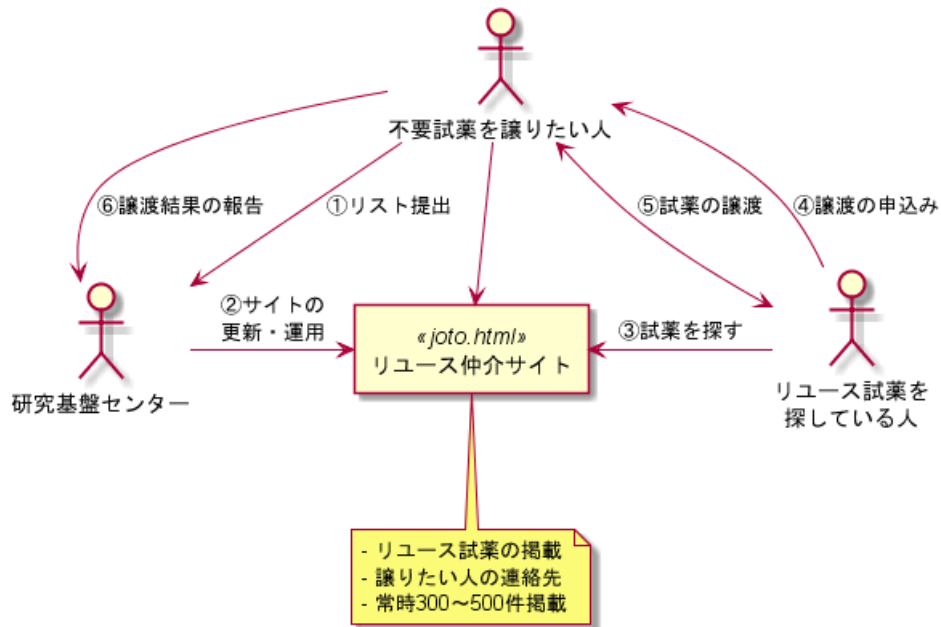 不要試薬を譲りたい人
⑥譲渡結果の報告
①リスト提出
⑤試薬の譲渡
④譲渡の申込み
②サイトの
更新・運用
«joto.html»
リユース仲介サイト
③試薬を探す
研究基盤センター
リユース試薬を
探している人
- リユース試薬の掲載
- 譲りたい人の連絡先
- 常時300～500件掲載